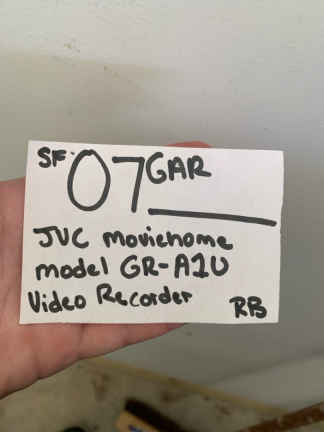 SF. 07 GAR
JVC moviehome
model GR-A1U
Video Recorder
RB